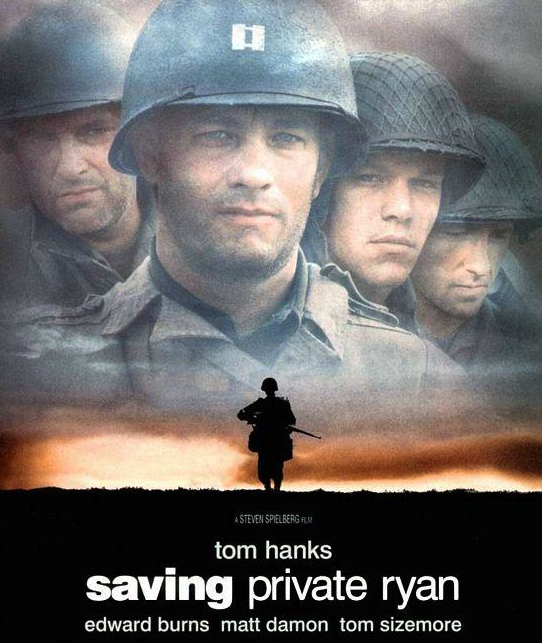 A STEVEN SPIELBERG FILM
tom hanks
saving private ryan
edward burns matt damon tom sizemore